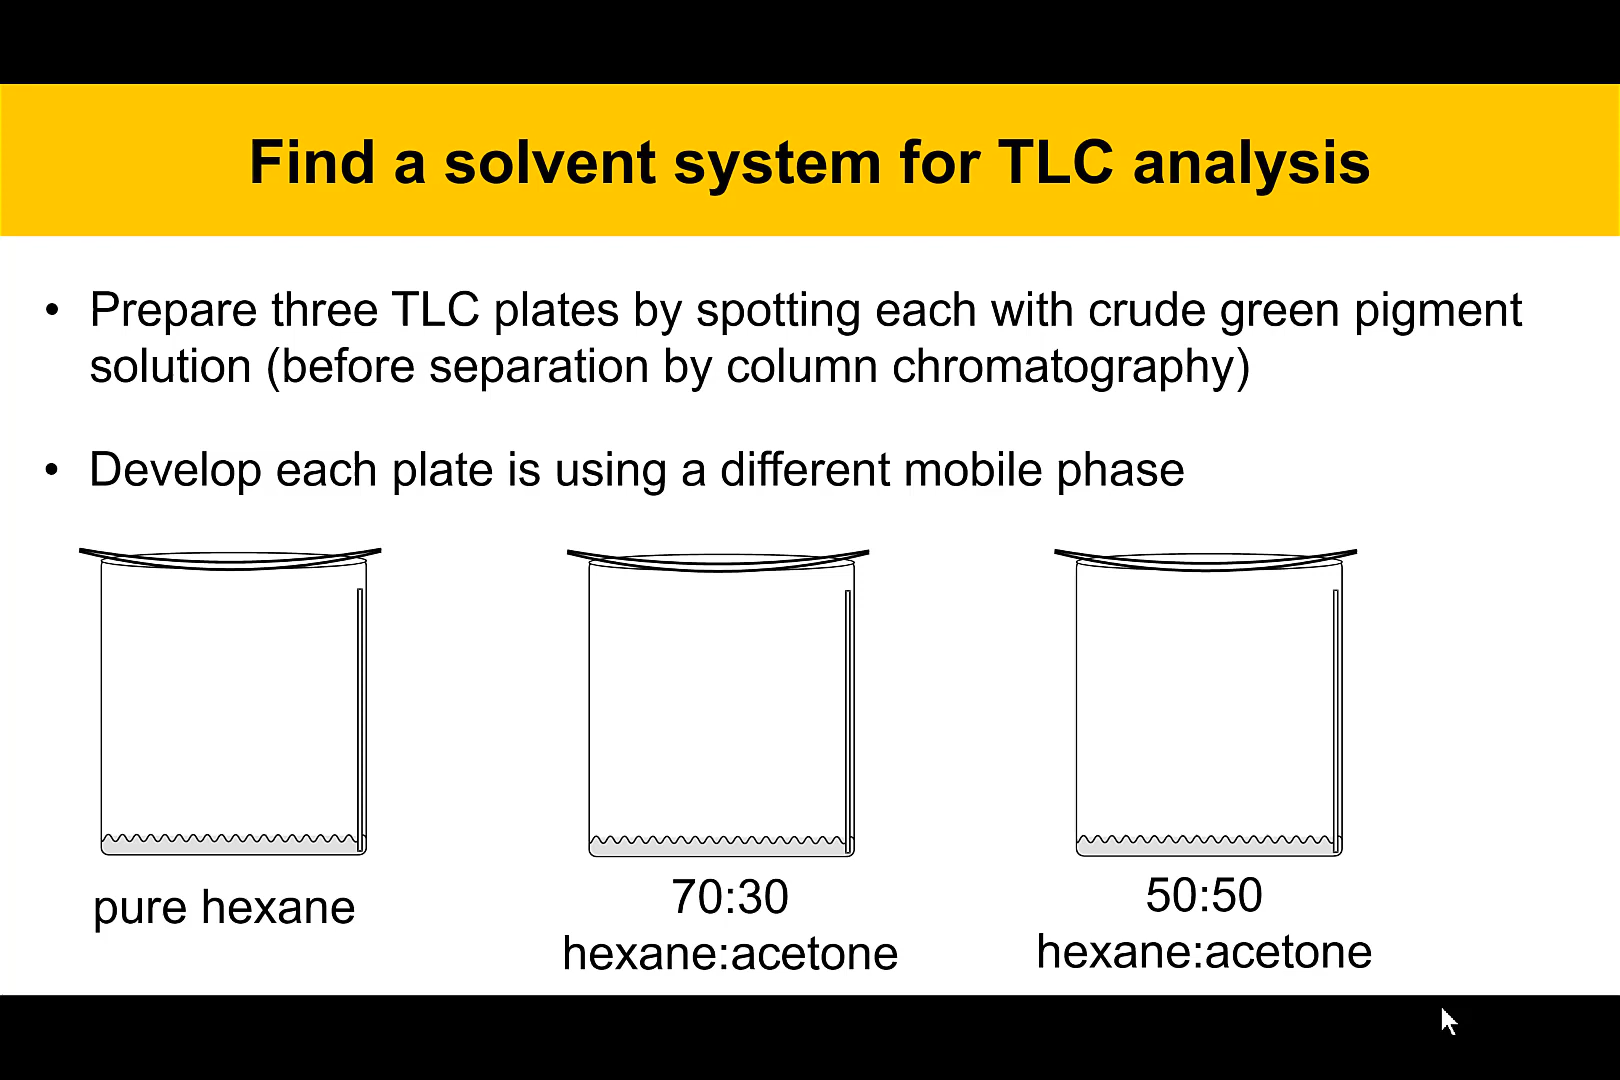 Find a solvent system for TLC analysis
• Prepare three TLC plates by spotting each with crude green pigment
solution (before separation by column chromatography)
• Develop each plate is using a different mobile phase
pure hexane
70:30
hexane:acetone
50:50
hexane:acetone